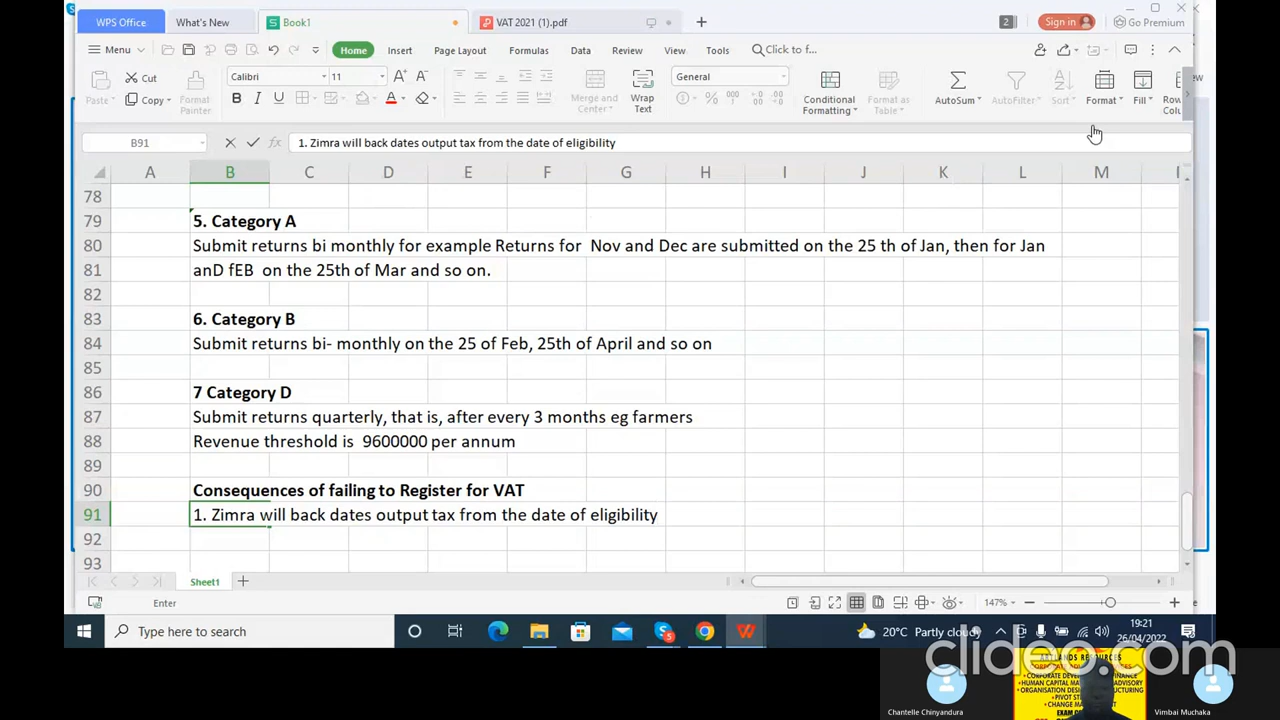 WPS Office What's New Book1 VAT 2021 (1).pdf 2 Sign in Go Premium
Menu Home Insert Page Layout Formulas Data Review View Tools Click to f...
Paste Cut Copy Format Painter Calibri 11 Merge and Center Wrap Text General Conditional Formatting Format as Table AutoSum AutoFilter Sort Format Fill
B91 fx 1. Zimra will back dates output tax from the date of eligibility
A B C D E F G H I J K L M
78
79 5. Category A
80 Submit returns bi monthly for example Returns for Nov and Dec are submitted on the 25 th of Jan, then for Jan
81 anD fEB on the 25th of Mar and so on.
82
83 6. Category B
84 Submit returns bi- monthly on the 25 of Feb, 25th of April and so on
85
86 7 Category D
87 Submit returns quarterly, that is, after every 3 months eg farmers
88 Revenue threshold is 9600000 per annum
89
90 Consequences of failing to Register for VAT
91 1. Zimra will back dates output tax from the date of eligibility
92
93
Sheet1
Enter 147%
Type here to search 20°C Partly cloudy 19:21
26/04/2022
clideo.com
Chantelle Chinyandura Vimbai Muchaka